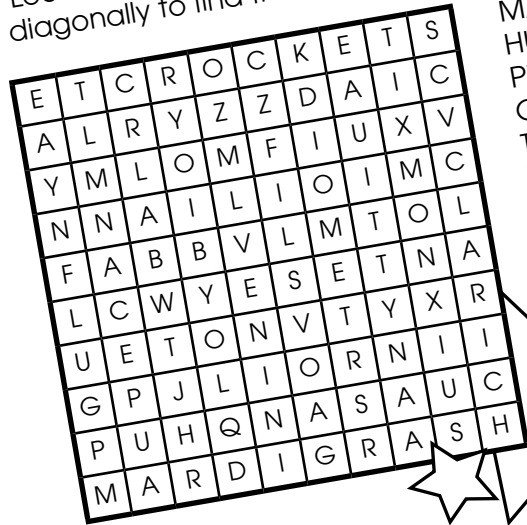 diagonally to find
E T C R O C K E T S
A L R Y Z Z D A I C
Y M L O M F I U X V
N N A I L I O I M C
F A B B V L M T O L
L C W Y E S E T N A
U E T O N V T Y X R
G P J L I O R N I I
P U H Q N A S A U C
M A R D I G R A S H